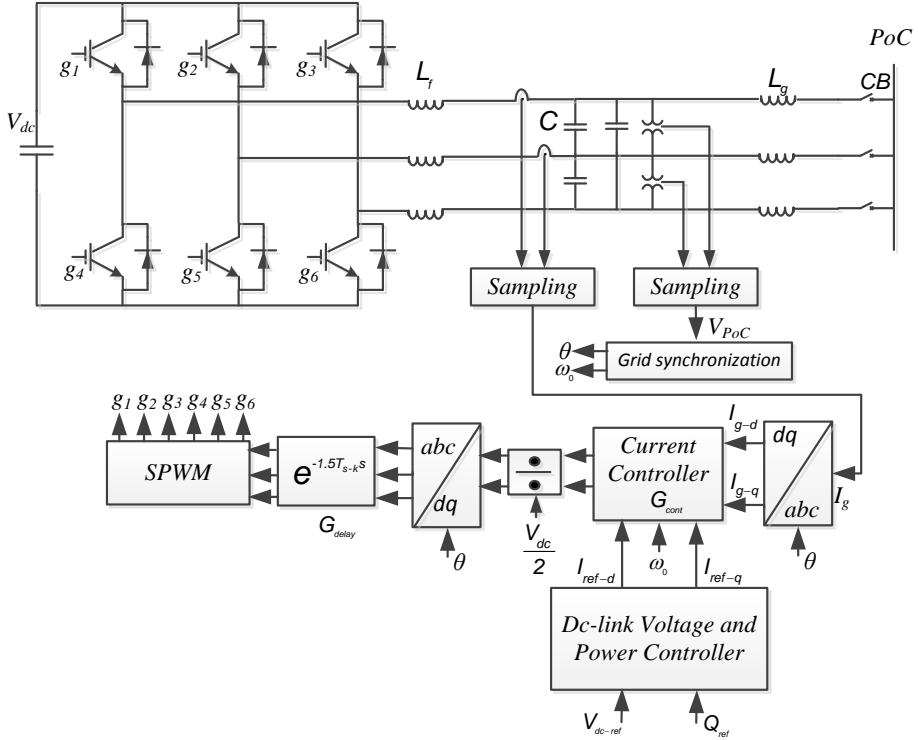 PoC
g1 g2 g3
Lf Lg CB
Vdc
C
g4 g5 g6
Sampling Sampling
VPoC
θ
ω0
Grid synchronization
g1 g2 g3 g4 g5 g6
SPWM
e-1.5Ts-ks
Gdelay
abc
dq
θ
Vdc
2
Current
Controller
Gcont
Ig-d
Ig-q
dq
abc
Ig
θ
Iref-d
ω0
Iref-q
Dc-link Voltage and
Power Controller
Vdc-ref
Qref